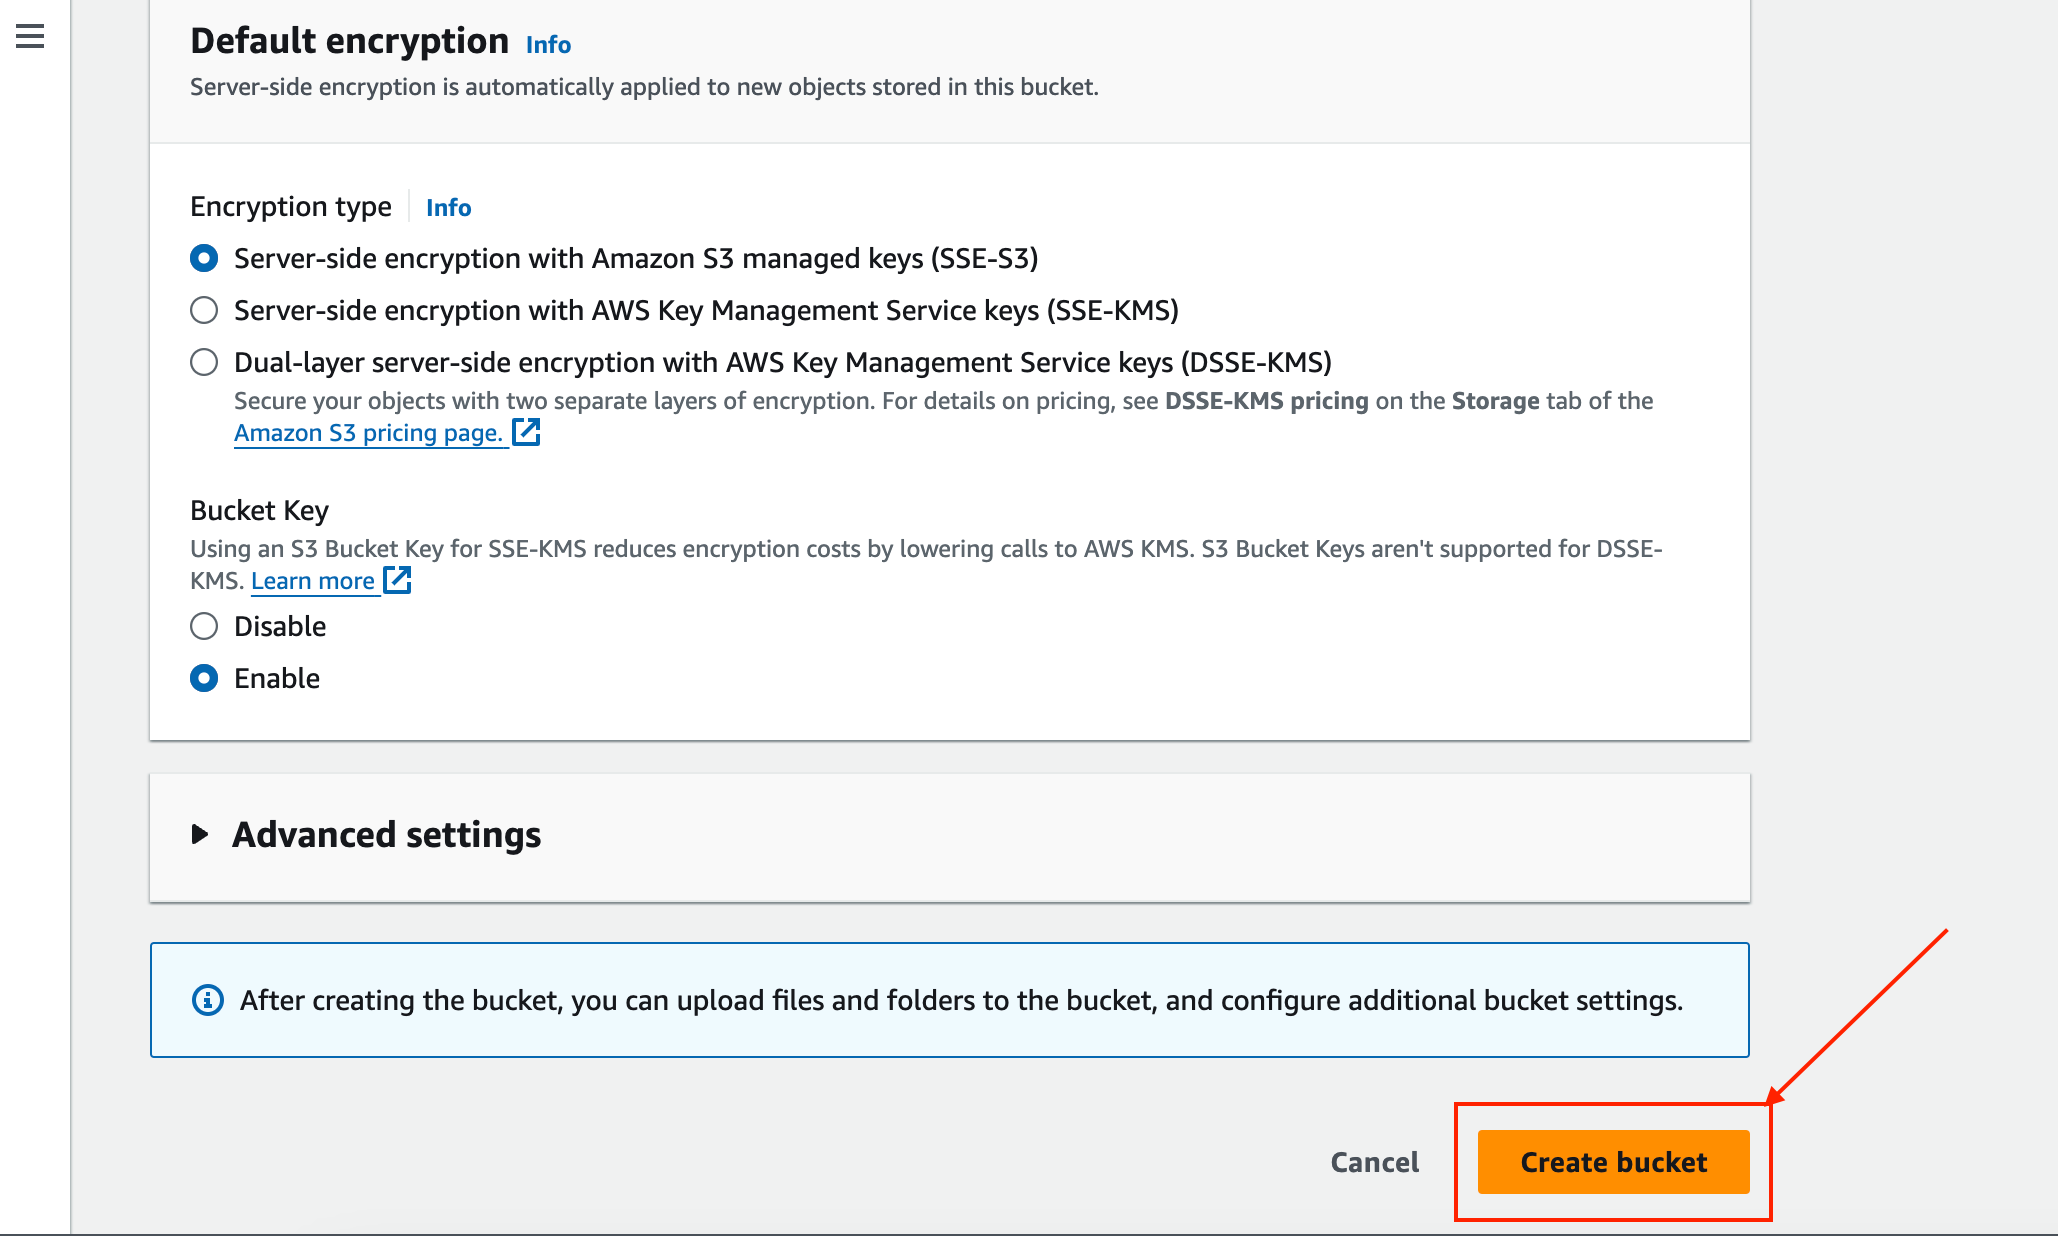 Default encryption Info
Server-side encryption is automatically applied to new objects stored in this bucket.
Encryption type Info
Server-side encryption with Amazon S3 managed keys (SSE-S3)
Server-side encryption with AWS Key Management Service keys (SSE-KMS)
Dual-layer server-side encryption with AWS Key Management Service keys (DSSE-KMS)
Secure your objects with two separate layers of encryption. For details on pricing, see DSSE-KMS pricing on the Storage tab of the
Amazon S3 pricing page.
Bucket Key
Using an S3 Bucket Key for SSE-KMS reduces encryption costs by lowering calls to AWS KMS. S3 Bucket Keys aren't supported for DSSE-
KMS. Learn more
Disable
Enable
Advanced settings
After creating the bucket, you can upload files and folders to the bucket, and configure additional bucket settings.
Cancel Create bucket